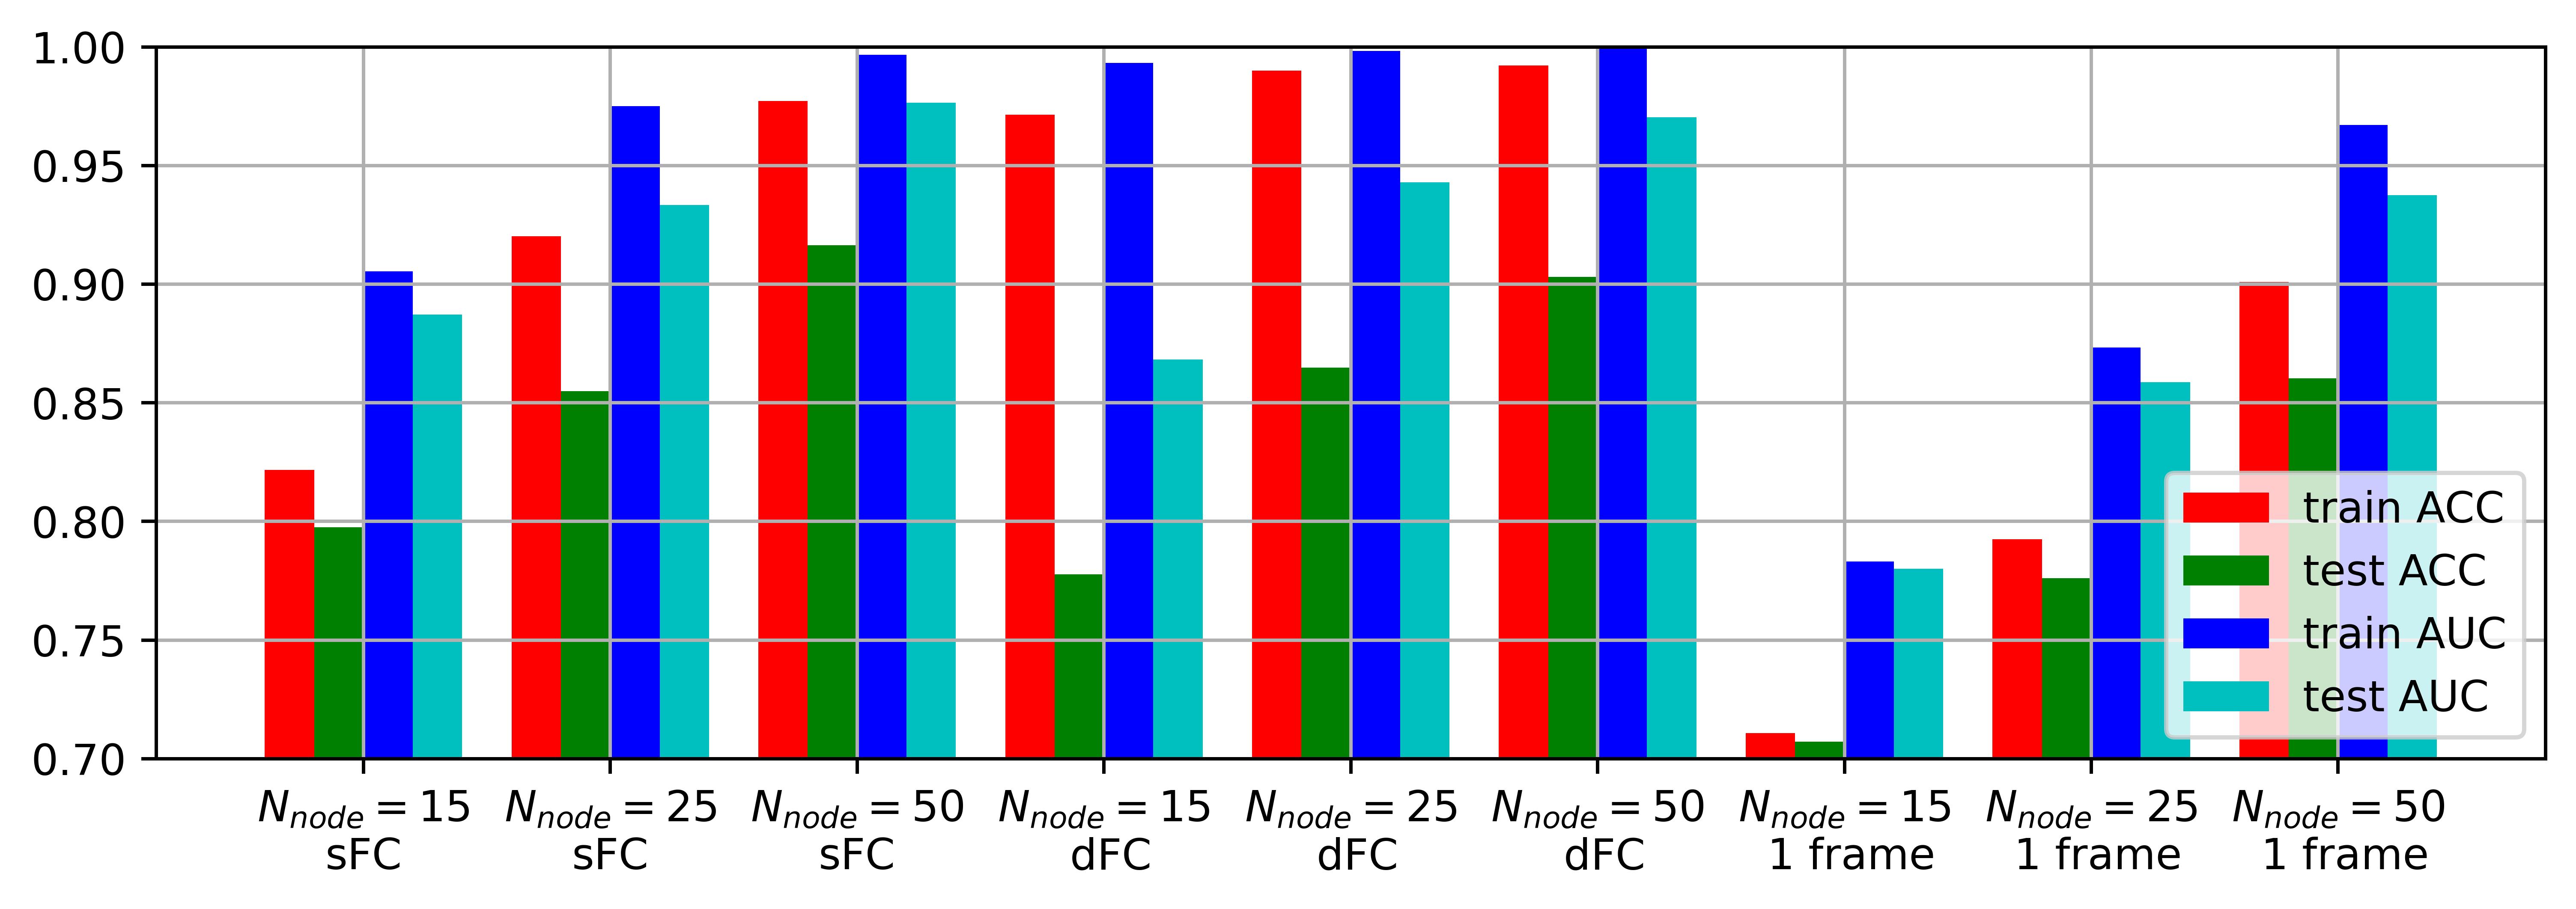 1.00
0.95
0.90
0.85
0.80
0.75
0.70
train ACC
test ACC
train AUC
test AUC
N_node = 15 N_node = 25 N_node = 50 N_node = 15 N_node = 25 N_node = 50 N_node = 15 N_node = 25 N_node = 50
sFC sFC sFC dFC dFC dFC 1 frame 1 frame 1 frame